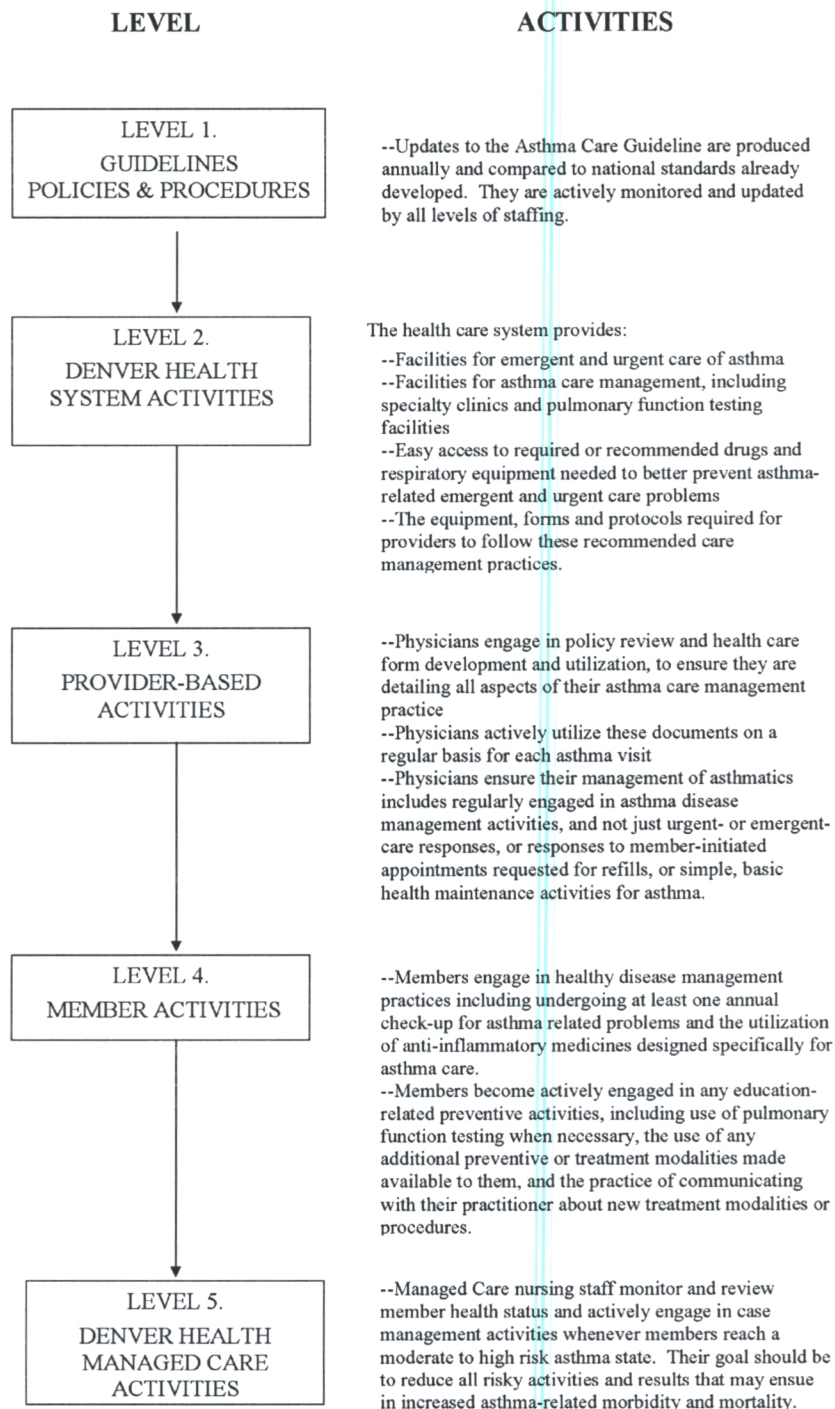 LEVEL
ACTIVITIES
LEVEL 1.
GUIDELINES
POLICIES & PROCEDURES
--Updates to the Asthma Care Guideline are produced
annually and compared to national standards already
developed. They are actively monitored and updated
by all levels of staffing.
LEVEL 2.
DENVER HEALTH
SYSTEM ACTIVITIES
The health care system provides:
--Facilities for emergent and urgent care of asthma
--Facilities for asthma care management, including
specialty clinics and pulmonary function testing
facilities
--Easy access to required or recommended drugs and
respiratory equipment needed to better prevent asthma-
related emergent and urgent care problems
--The equipment, forms and protocols required for
providers to follow these recommended care
management practices.
LEVEL 3.
PROVIDER-BASED
ACTIVITIES
--Physicians engage in policy review and health care
form development and utilization, to ensure they are
detailing all aspects of their asthma care management
practice
--Physicians actively utilize these documents on a
regular basis for each asthma visit
--Physicians ensure their management of asthmatics
includes regularly engaged in asthma disease
management activities, and not just urgent- or emergent-
care responses, or responses to member-initiated
appointments requested for refills, or simple, basic
health maintenance activities for asthma.
LEVEL 4.
MEMBER ACTIVITIES
--Members engage in healthy disease management
practices including undergoing at least one annual
check-up for asthma related problems and the utilization
of anti-inflammatory medicines designed specifically for
asthma care.
--Members become actively engaged in any education-
related preventive activities, including use of pulmonary
function testing when necessary, the use of any
additional preventive or treatment modalities made
available to them, and the practice of communicating
with their practitioner about new treatment modalities or
procedures.
LEVEL 5.
DENVER HEALTH
MANAGED CARE
ACTIVITIES
--Managed Care nursing staff monitor and review
member health status and actively engage in case
management activities whenever members reach a
moderate to high risk asthma state. Their goal should be
to reduce all risky activities and results that may ensue
in increased asthma-related morbidity and mortality.